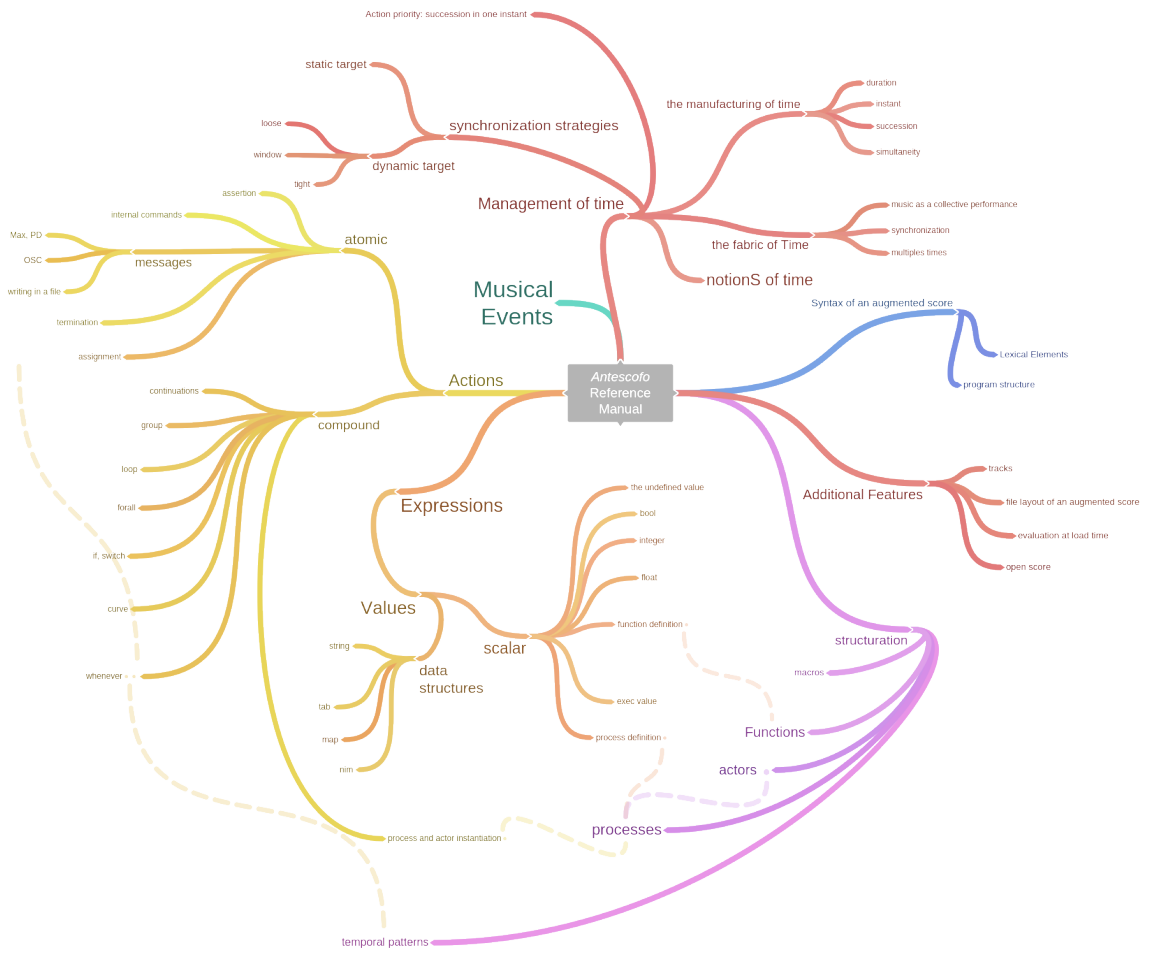 Action priority: succession in one instant
static target
the manufacturing of time
duration
instant
succession
simultaneity
loose
window
tight
synchronization strategies
dynamic target
Management of time
the fabric of Time
music as a collective performance
synchronization
multiples times
notionS of time
assertion
internal commands
Max, PD
OSC
writing in a file
messages
atomic
termination
assignment
Musical
Events
Syntax of an augmented score
Lexical Elements
program structure
Actions
Antescofo
Reference
Manual
continuations
group
loop
forall
if, switch
curve
whenever
compound
Expressions
Values
the undefined value
bool
integer
float
function definition
exec value
process definition
scalar
string
tab
map
nim
data
structures
Additional Features
tracks
file layout of an augmented score
evaluation at load time
open score
structuration
macros
Functions
actors
processes
process and actor instantiation
temporal patterns